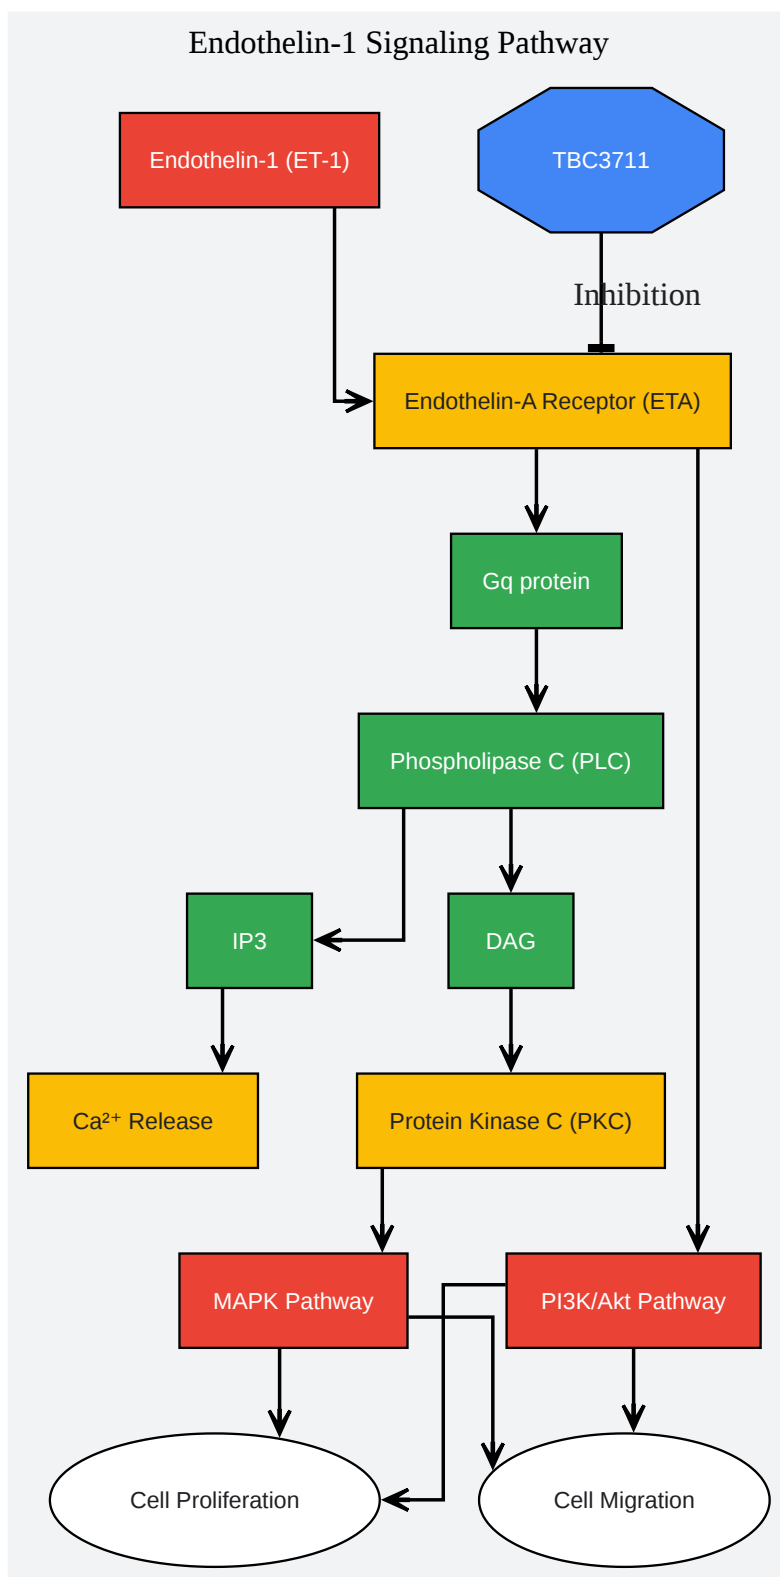 Endothelin-1 Signaling Pathway
Endothelin-1 (ET-1)
TBC3711
Inhibition
Endothelin-A Receptor (ETA)
Gq protein
Phospholipase C (PLC)
IP3
DAG
Ca²⁺ Release
Protein Kinase C (PKC)
MAPK Pathway
PI3K/Akt Pathway
Cell Proliferation
Cell Migration